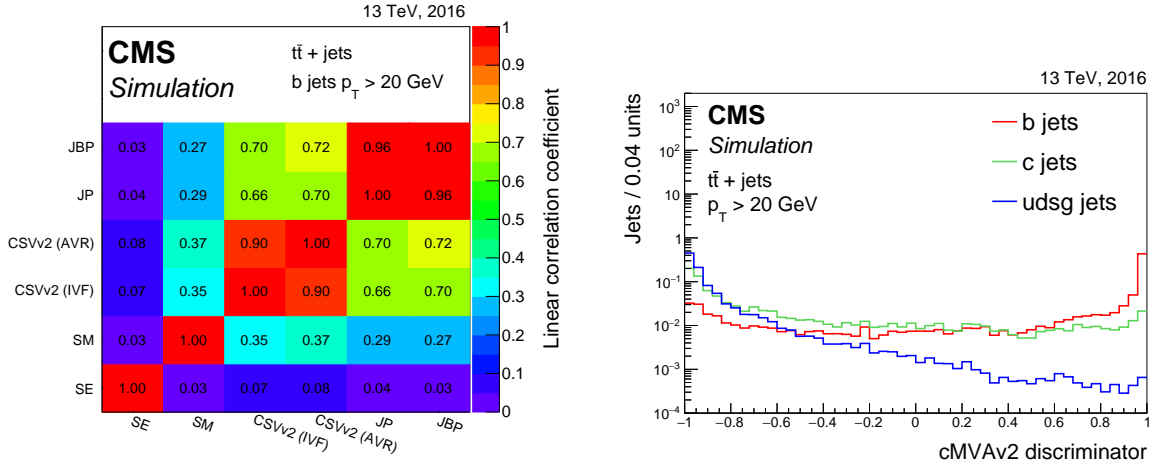 13 TeV, 2016
CMS
Simulation
tt̄ + jets
b jets p_T > 20 GeV
JBP 0.03 0.27 0.70 0.72 0.96 1.00
JP 0.04 0.29 0.66 0.70 1.00 0.96
CSVv2 (AVR) 0.08 0.37 0.90 1.00 0.70 0.72
CSVv2 (IVF) 0.07 0.35 1.00 0.90 0.66 0.70
SM 0.03 1.00 0.35 0.37 0.29 0.27
SE 1.00 0.03 0.07 0.08 0.04 0.03
SE SM CSVv2 (IVF) CSVv2 (AVR) JP JBP
1
0.9
0.8
0.7
0.6
0.5
0.4
0.3
0.2
0.1
0
Linear correlation coefficient
13 TeV, 2016
CMS
Simulation
tt̄ + jets
p_T > 20 GeV
b jets
c jets
udsg jets
Jets / 0.04 units
10³
10²
10
1
10⁻¹
10⁻²
10⁻³
10⁻⁴
−1 −0.8 −0.6 −0.4 −0.2 0 0.2 0.4 0.6 0.8 1
cMVAv2 discriminator